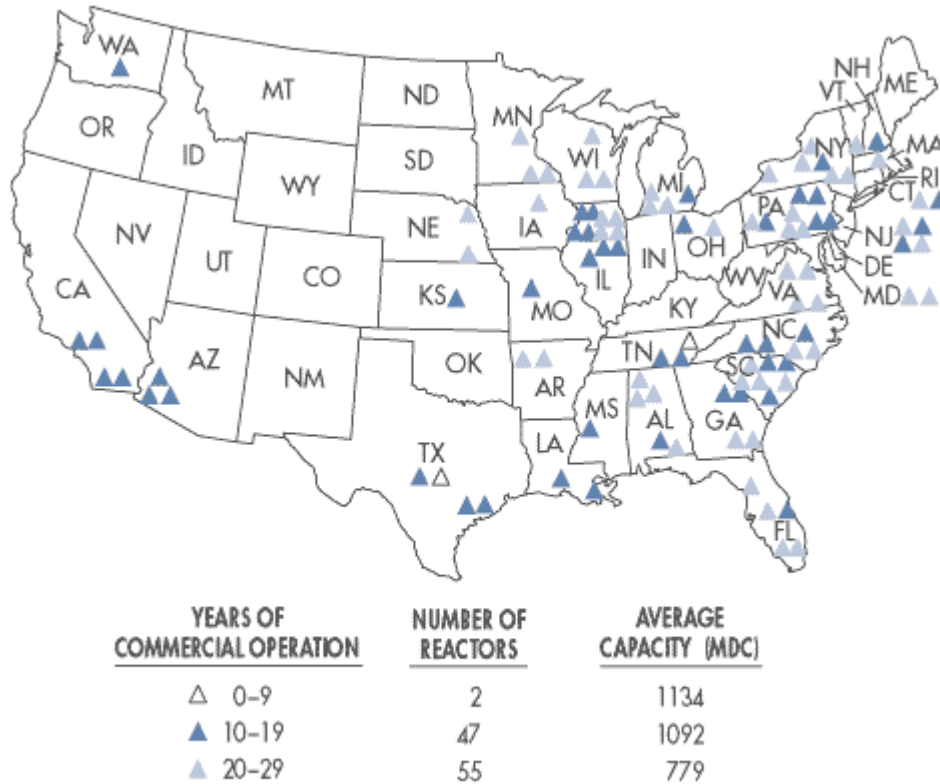 WA
MT
ND
MN
OR
ID
SD
WI
WY
NE
IA
MI
NV
UT
CO
KS
MO
IL
IN
OH
PA
NY
VT
NH
ME
MA
RI
CT
NJ
DE
MD
WV
VA
KY
NC
TN
SC
CA
AZ
NM
OK
AR
MS
AL
GA
TX
LA
FL
YEARS OF COMMERCIAL OPERATION
NUMBER OF REACTORS
AVERAGE CAPACITY (MDC)
0–9 2 1134
10–19 47 1092
20–29 55 779